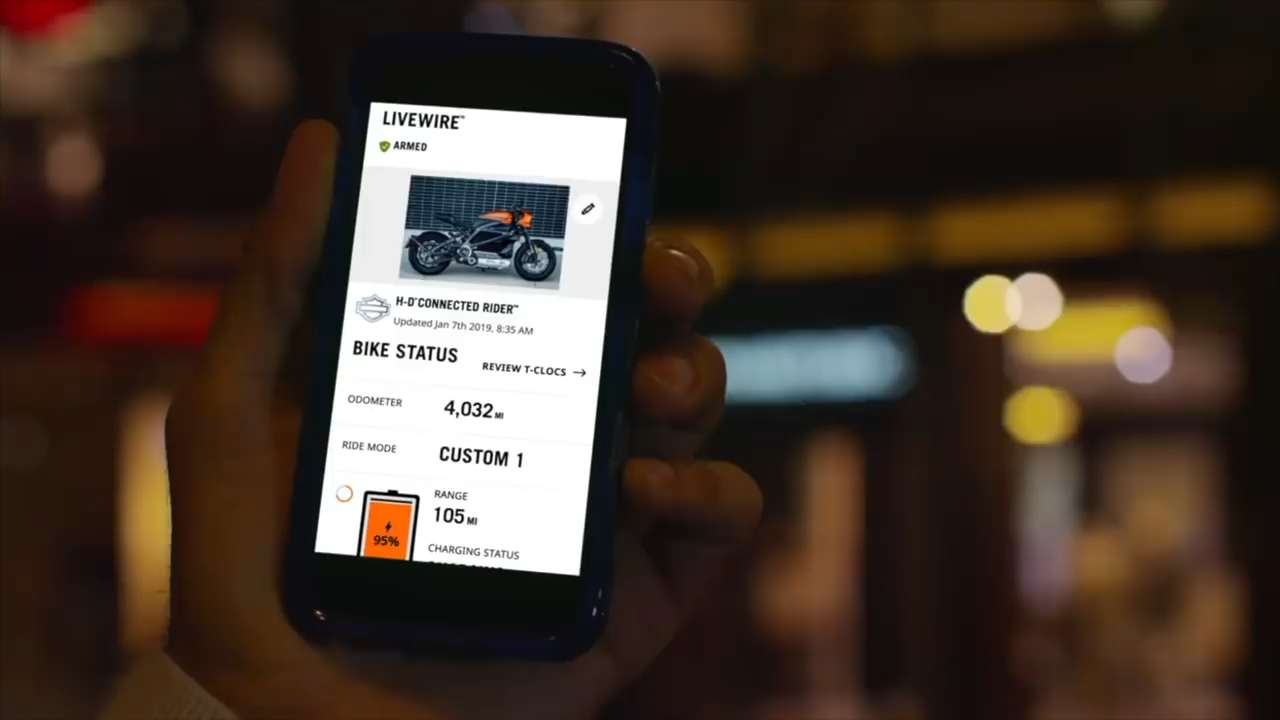 LIVEWIRE™
ARMED
H-D® CONNECTED RIDER™
Updated Jan 7th 2019, 8:35 AM
BIKE STATUS
REVIEW T-CLOCS →
ODOMETER 4,032 MI
RIDE MODE CUSTOM 1
RANGE
105 MI
95%
CHARGING STATUS